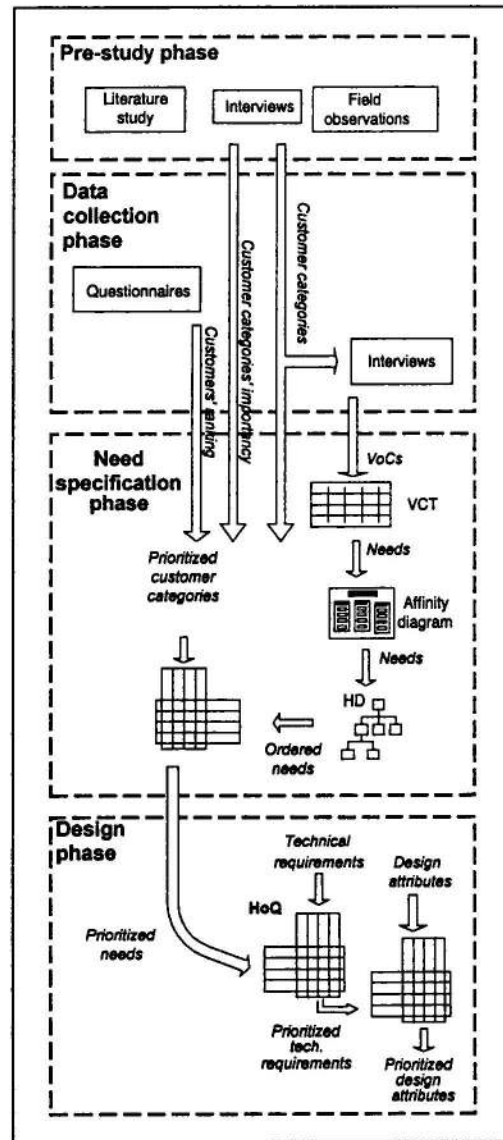 Pre-study phase
Literature
study
Interviews
Field
observations
Data
collection
phase
Questionnaires
Customers' ranking
Customer categories' importancy
Customer categories
Interviews
Need
specification
phase
VoCs
VCT
Needs
Prioritized
customer
categories
Affinity
diagram
Needs
HD
Ordered
needs
Design
phase
Technical
requirements
Design
attributes
HoQ
Prioritized
needs
Prioritized
tech.
requirements
Prioritized
design
attributes